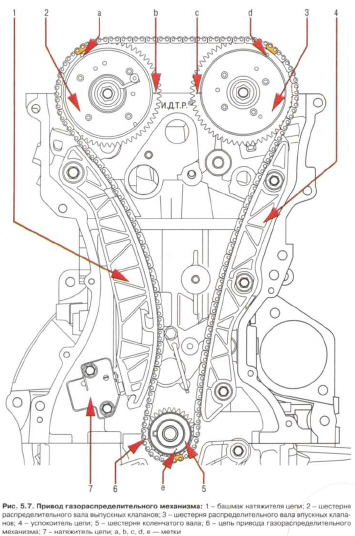 1 2 a b c d 3 4
И.Д.Т.Р.
7 6 e 5
Рис. 5.7. Привод газораспределительного механизма: 1 – башмак натяжителя цепи; 2 – шестерня
распределительного вала выпускных клапанов; 3 – шестерня распределительного вала впускных клапа-
нов; 4 – успокоитель цепи; 5 – шестерня коленчатого вала; 6 – цепь привода газораспределительного
механизма; 7 – натяжитель цепи; a, b, c, d, e — метки